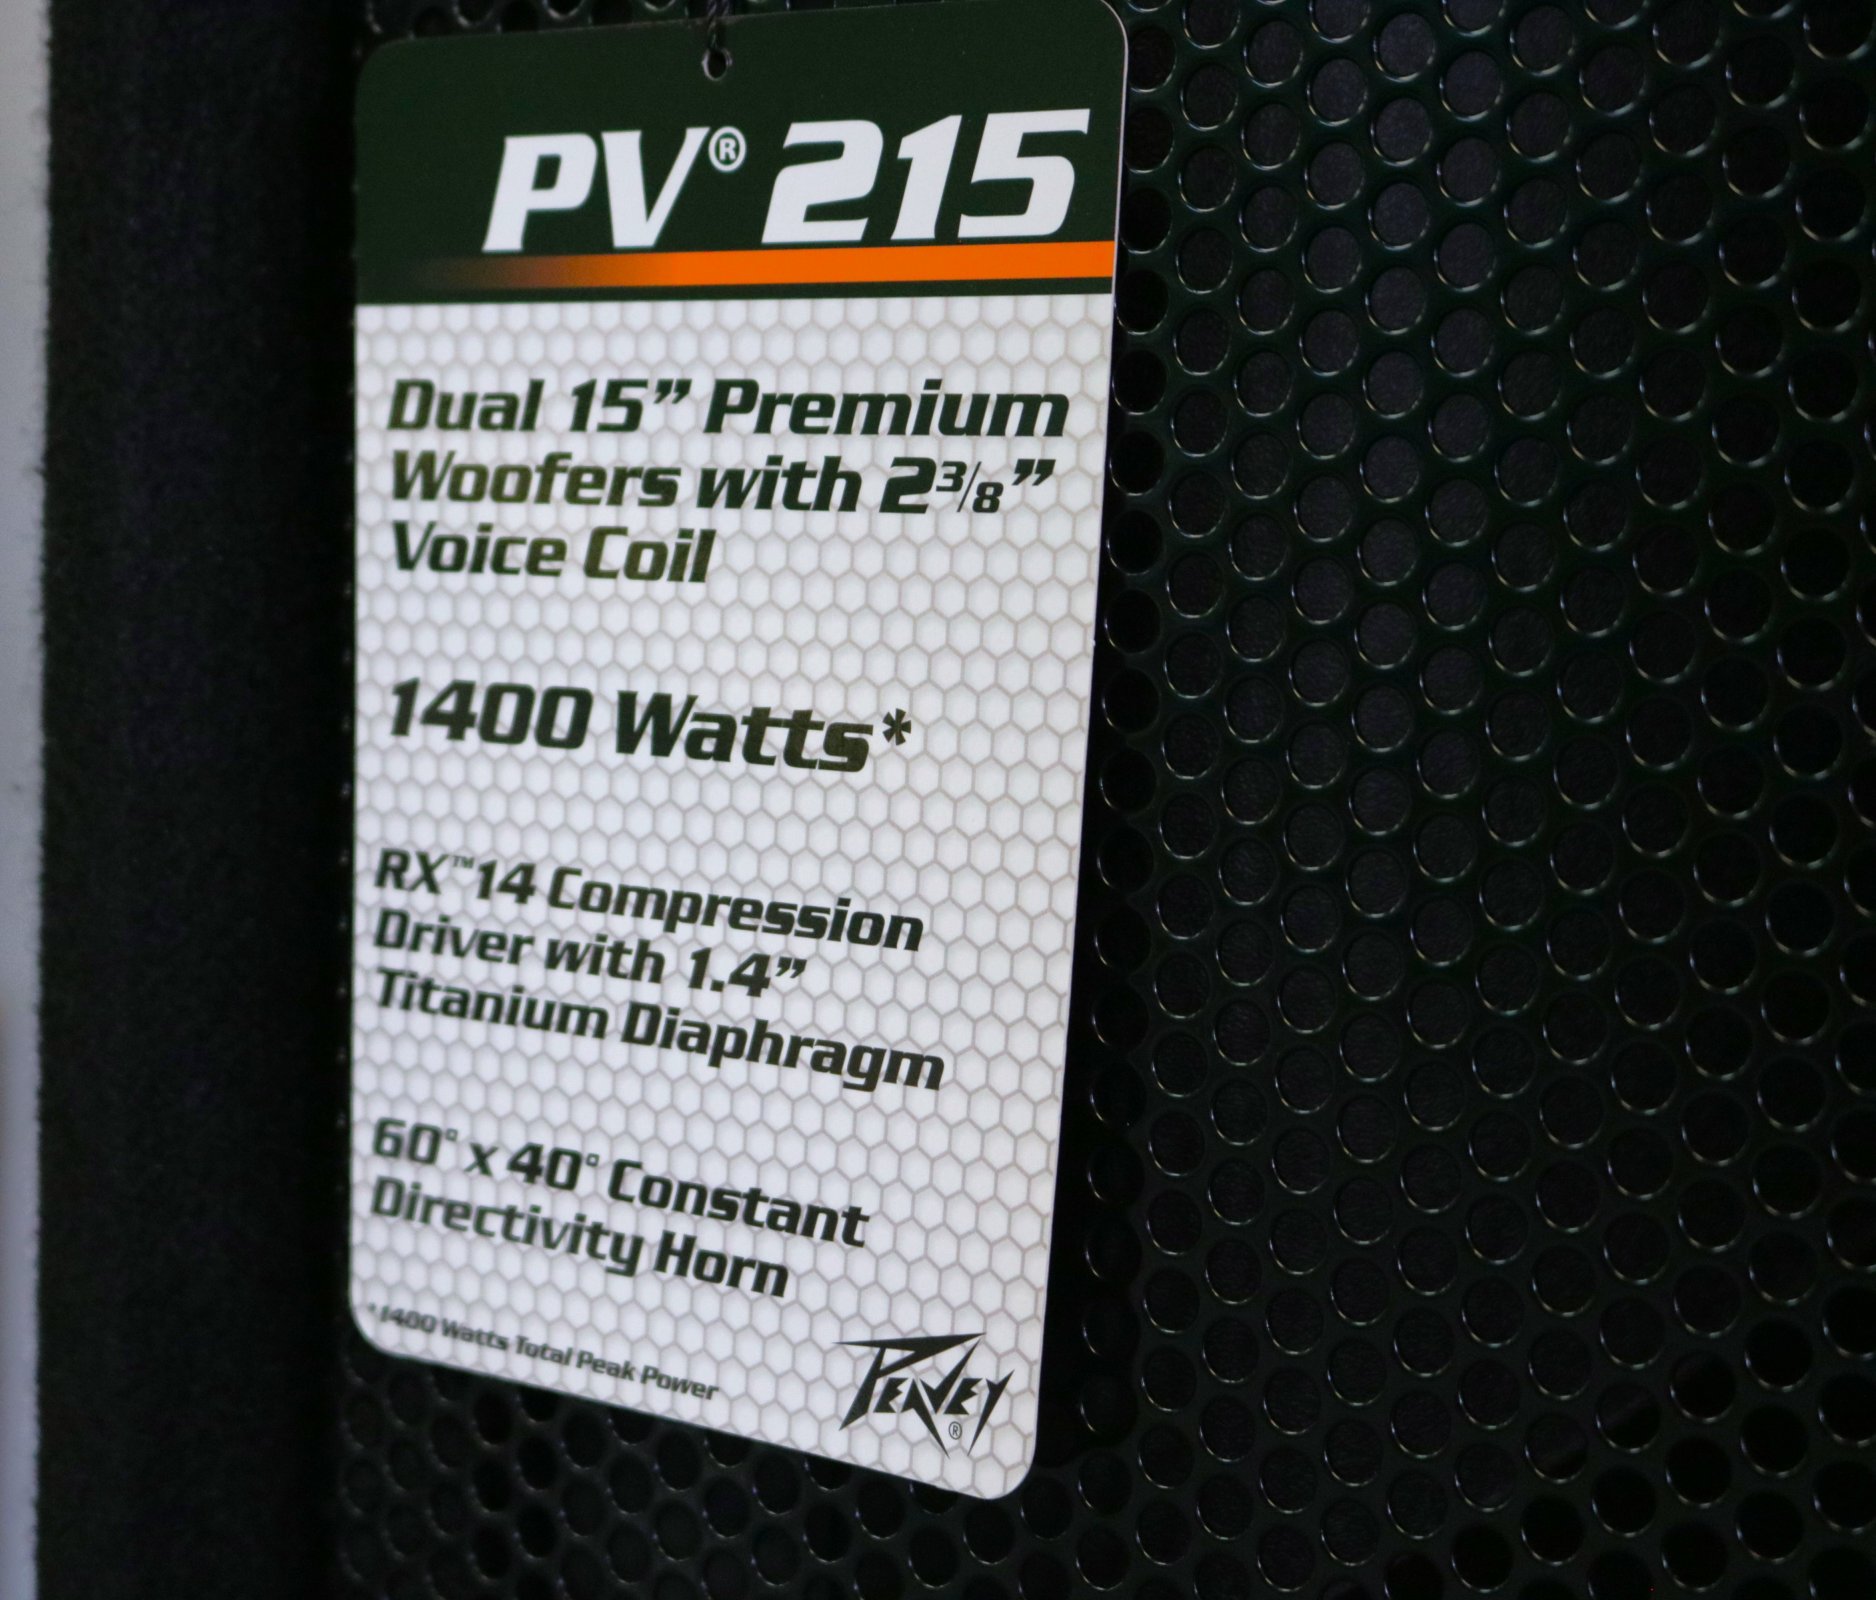 PV® 215
Dual 15” Premium
Woofers with 2 3/8”
Voice Coil
1400 Watts*
RX™14 Compression
Driver with 1.4”
Titanium Diaphragm
60° x 40° Constant
Directivity Horn
*1400 Watts Total Peak Power
PEAVEY®